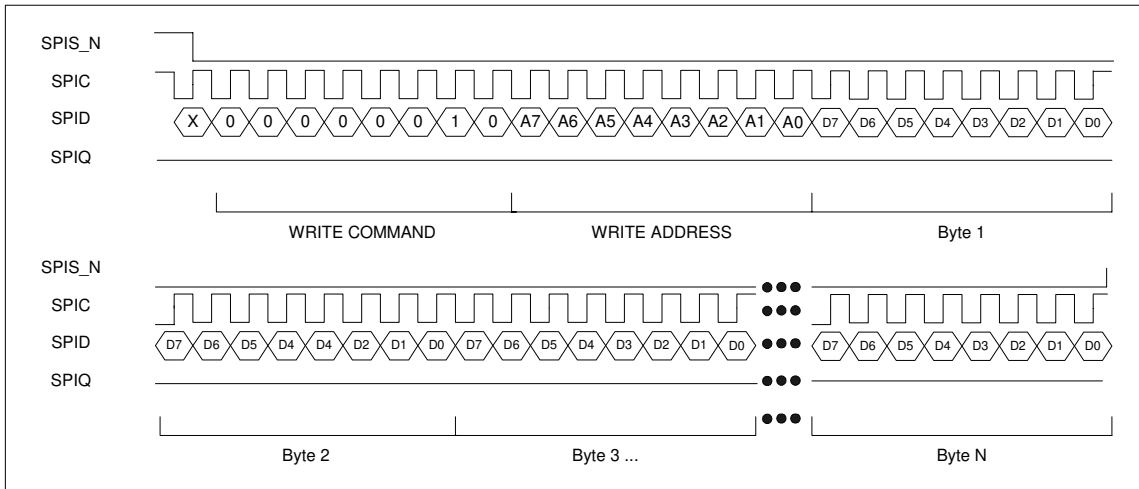 SPIS_N
SPIC
SPID X 0 0 0 0 0 0 1 0 A7 A6 A5 A4 A3 A2 A1 A0 D7 D6 D5 D4 D3 D2 D1 D0
SPIQ
WRITE COMMAND WRITE ADDRESS Byte 1
SPIS_N
SPIC
SPID D7 D6 D5 D4 D4 D2 D1 D0 D7 D6 D5 D4 D3 D2 D1 D0 D7 D6 D5 D4 D3 D2 D1 D0
SPIQ
Byte 2 Byte 3 ... Byte N